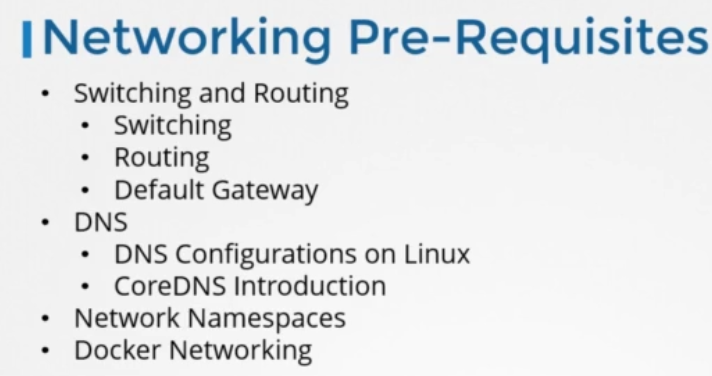 Networking Pre-Requisites
• Switching and Routing
• Switching
• Routing
• Default Gateway
• DNS
• DNS Configurations on Linux
• CoreDNS Introduction
• Network Namespaces
• Docker Networking